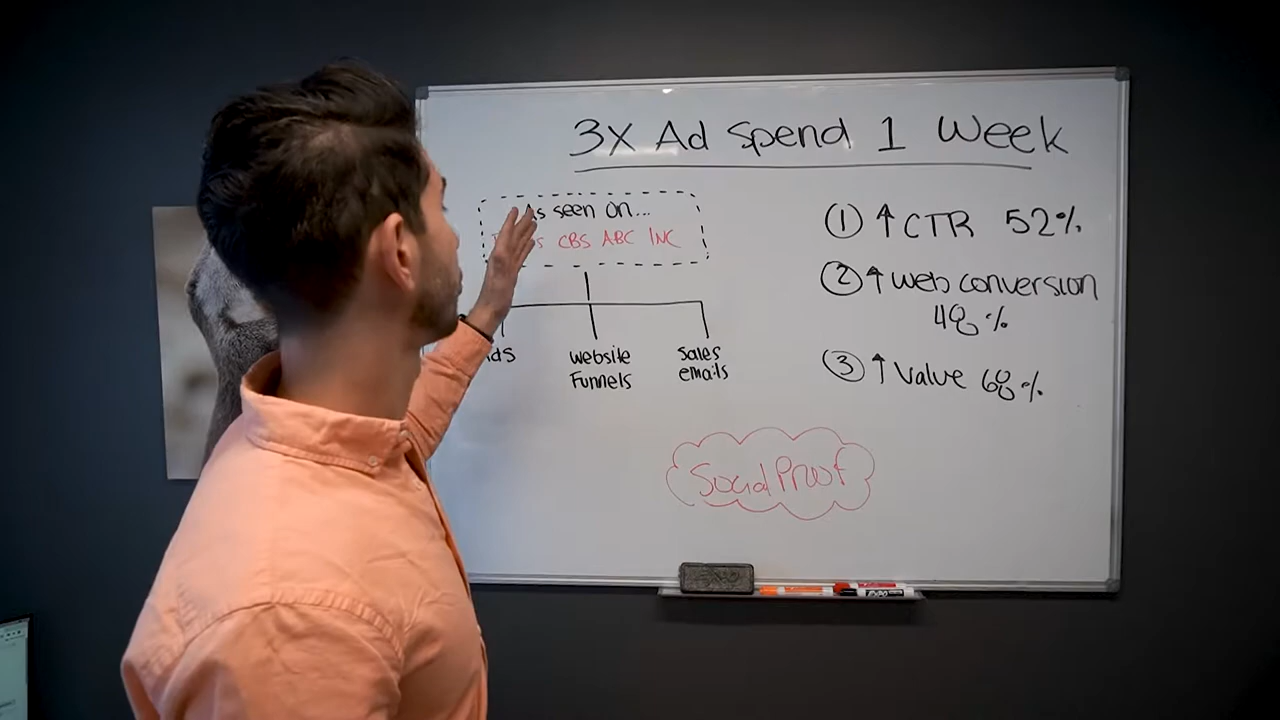 3X Ad Spend 1 Week
As seen on...
CBS ABC INC
website
Funnels
sales
emails
① ↑ CTR 52%
② ↑ web conversion
48%
③ ↑ Value 68%
Social Proof
EXPO